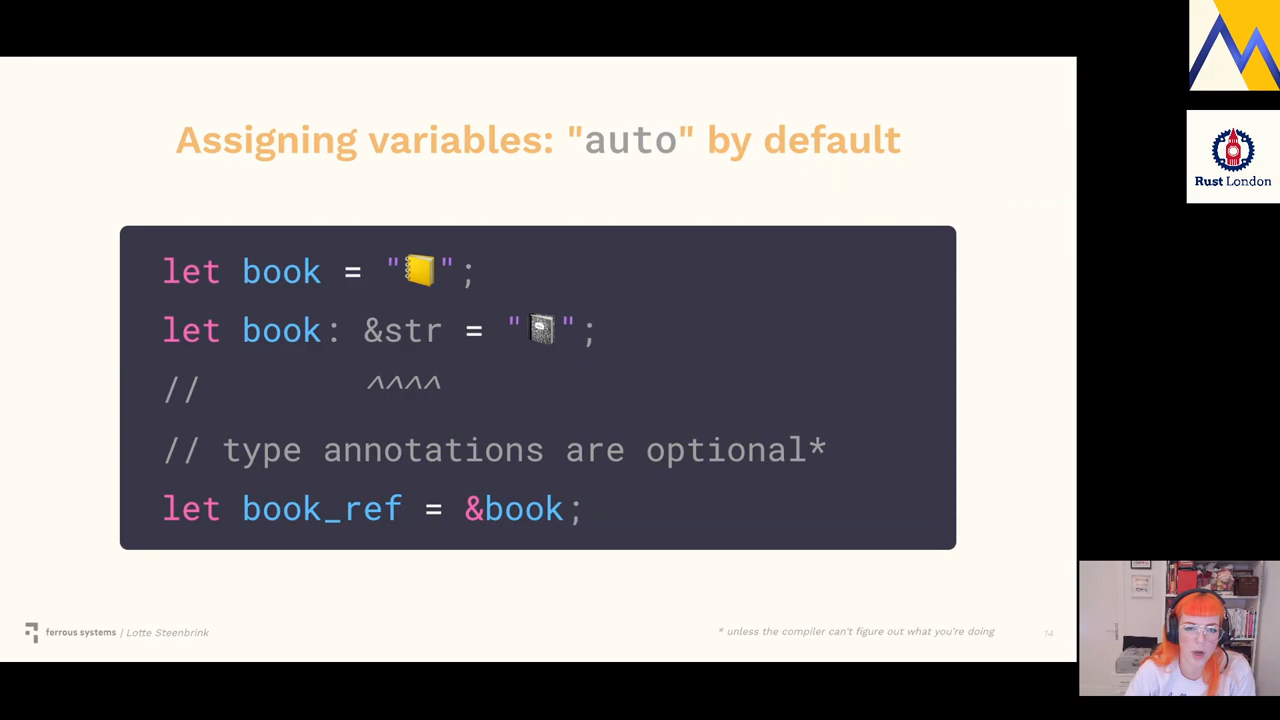 Assigning variables: "auto" by default
let book = "📒";
let book: &str = "📓";
//        ^^^^
// type annotations are optional*
let book_ref = &book;
ferrous systems | Lotte Steenbrink
* unless the compiler can't figure out what you're doing
14
Rust London